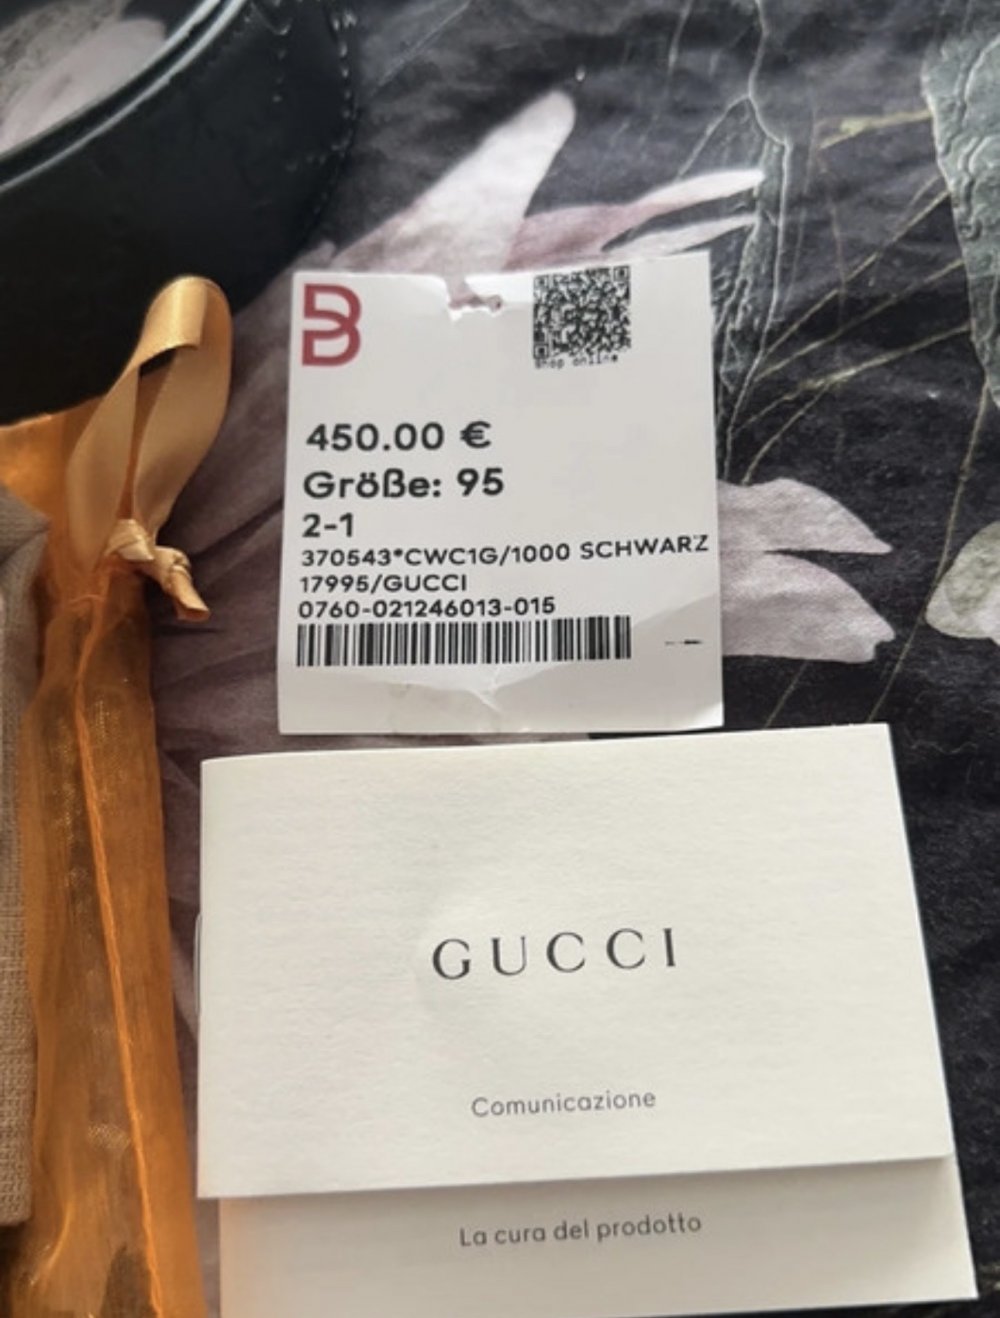 B
shop online
450.00 €
Größe: 95
2-1
370543*CWC1G/1000 SCHWARZ
17995/GUCCI
0760-021246013-015
GUCCI
Comunicazione
La cura del prodotto